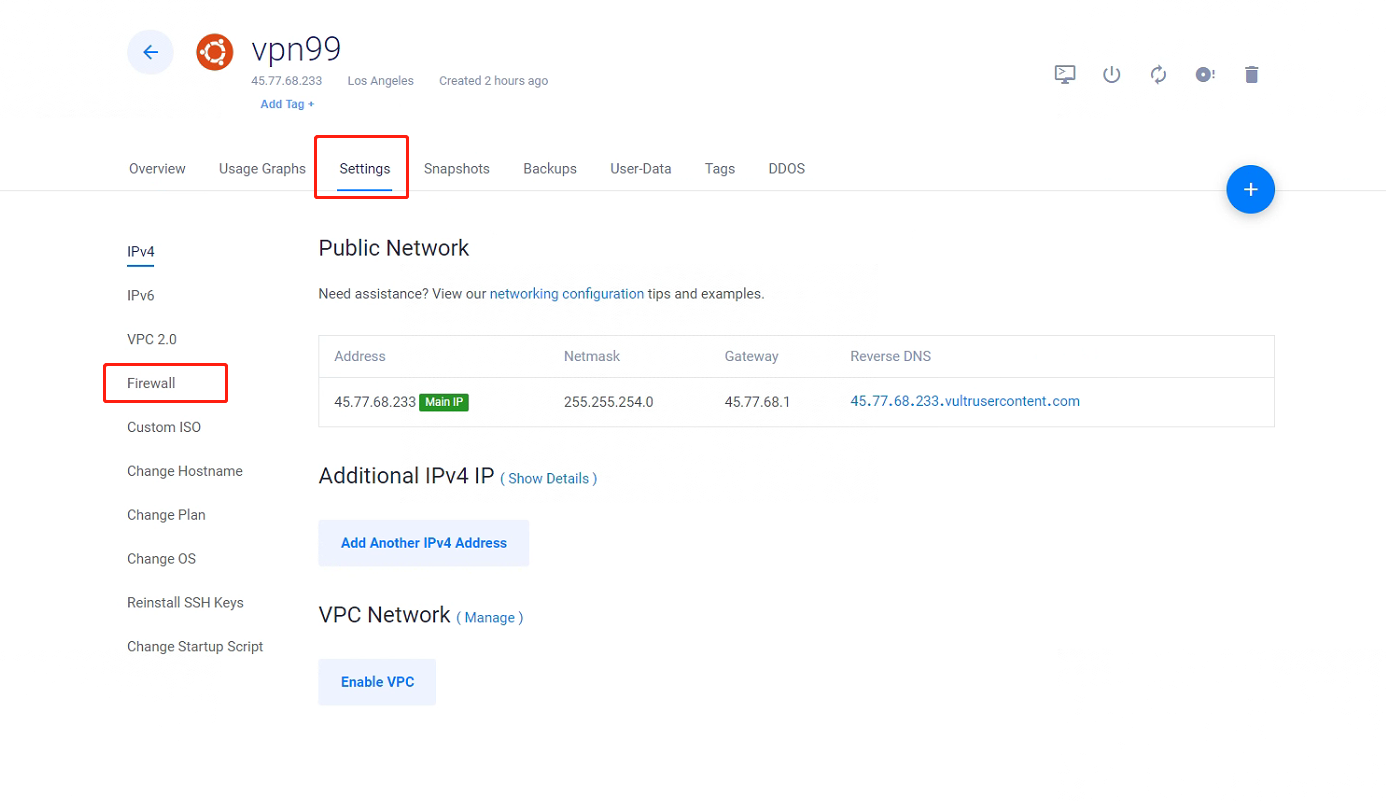 vpn99
45.77.68.233 Los Angeles Created 2 hours ago
Add Tag +
Overview Usage Graphs Settings Snapshots Backups User-Data Tags DDOS
IPv4
IPv6
VPC 2.0
Firewall
Custom ISO
Change Hostname
Change Plan
Change OS
Reinstall SSH Keys
Change Startup Script
Public Network
Need assistance? View our networking configuration tips and examples.
Address Netmask Gateway Reverse DNS
45.77.68.233 Main IP 255.255.254.0 45.77.68.1 45.77.68.233.vultrusercontent.com
Additional IPv4 IP ( Show Details )
Add Another IPv4 Address
VPC Network ( Manage )
Enable VPC